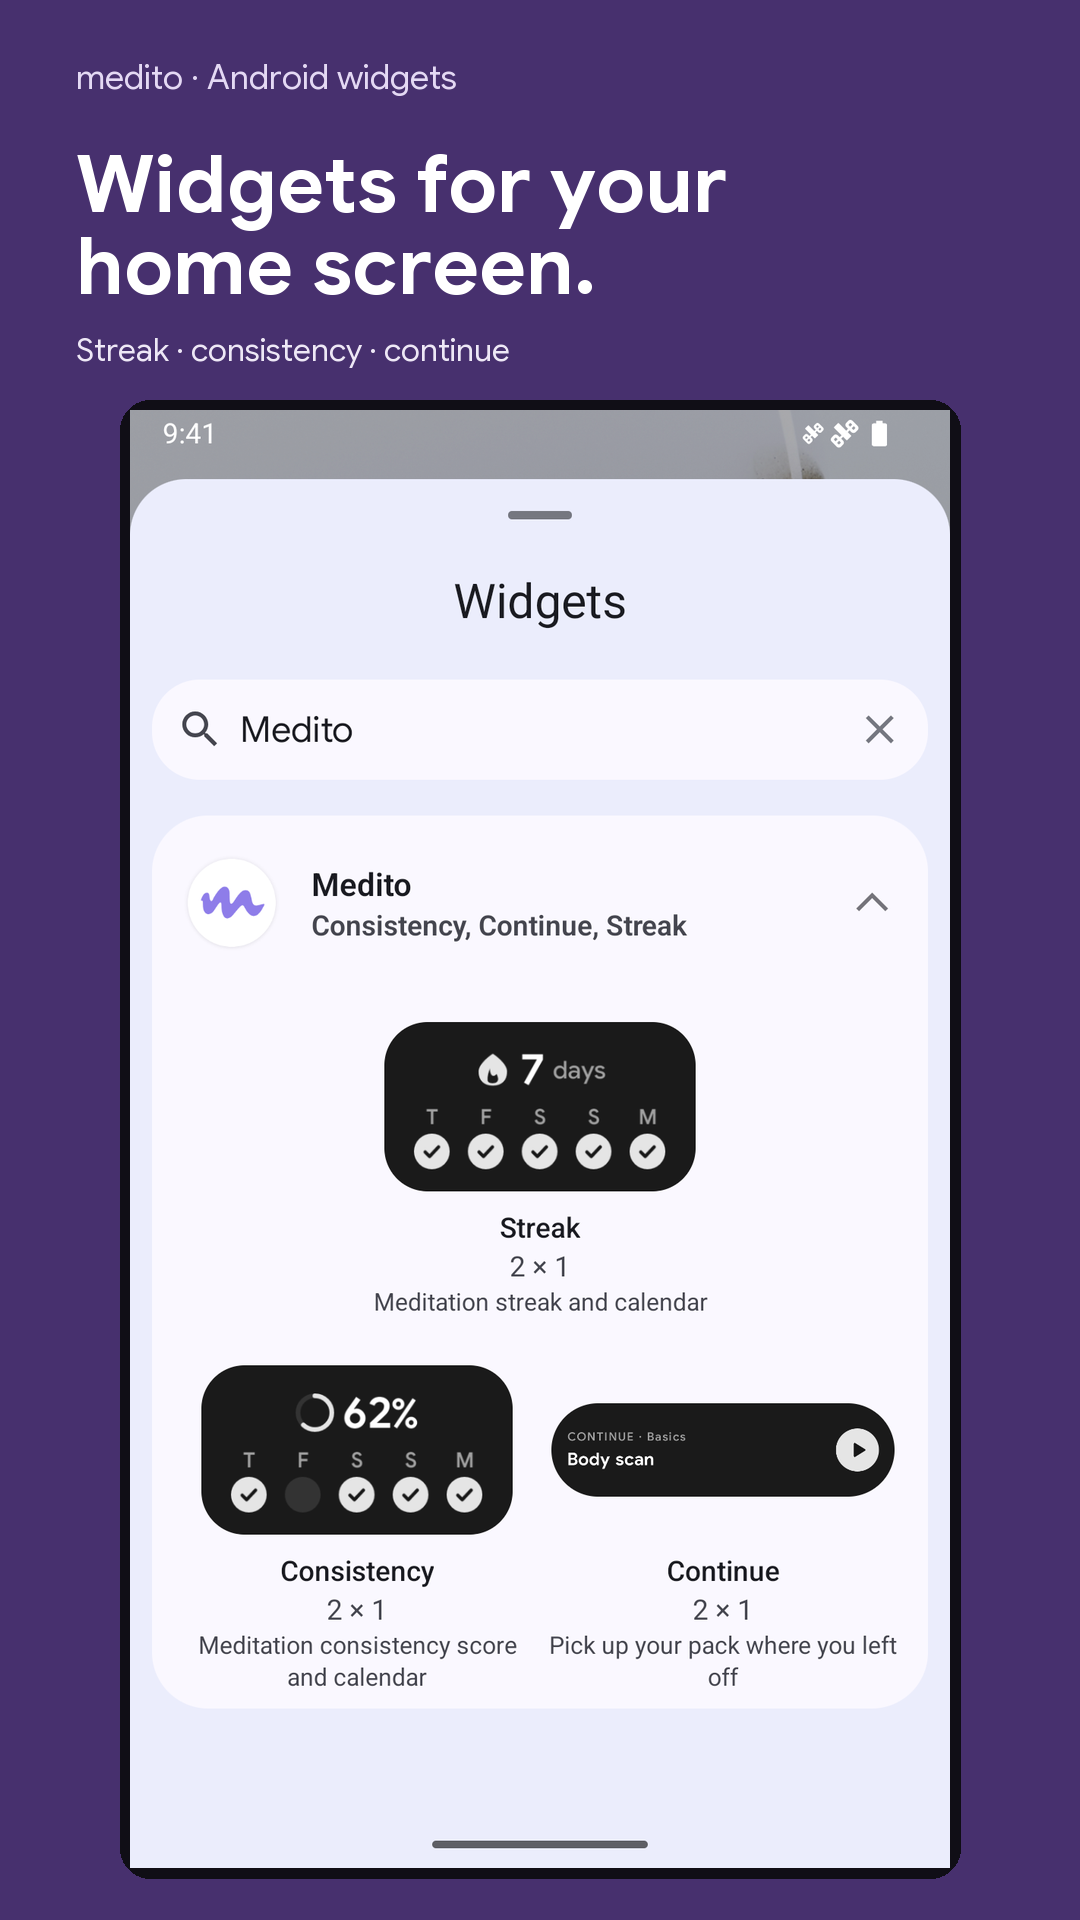 medito · Android widgets
Widgets for your
home screen.
Streak · consistency · continue
9:41
Widgets
Medito
Medito
Consistency, Continue, Streak
7 days
T F S S M
Streak
2 × 1
Meditation streak and calendar
62%
T F S S M
Consistency
2 × 1
Meditation consistency score
and calendar
CONTINUE · Basics
Body scan
Continue
2 × 1
Pick up your pack where you left
off